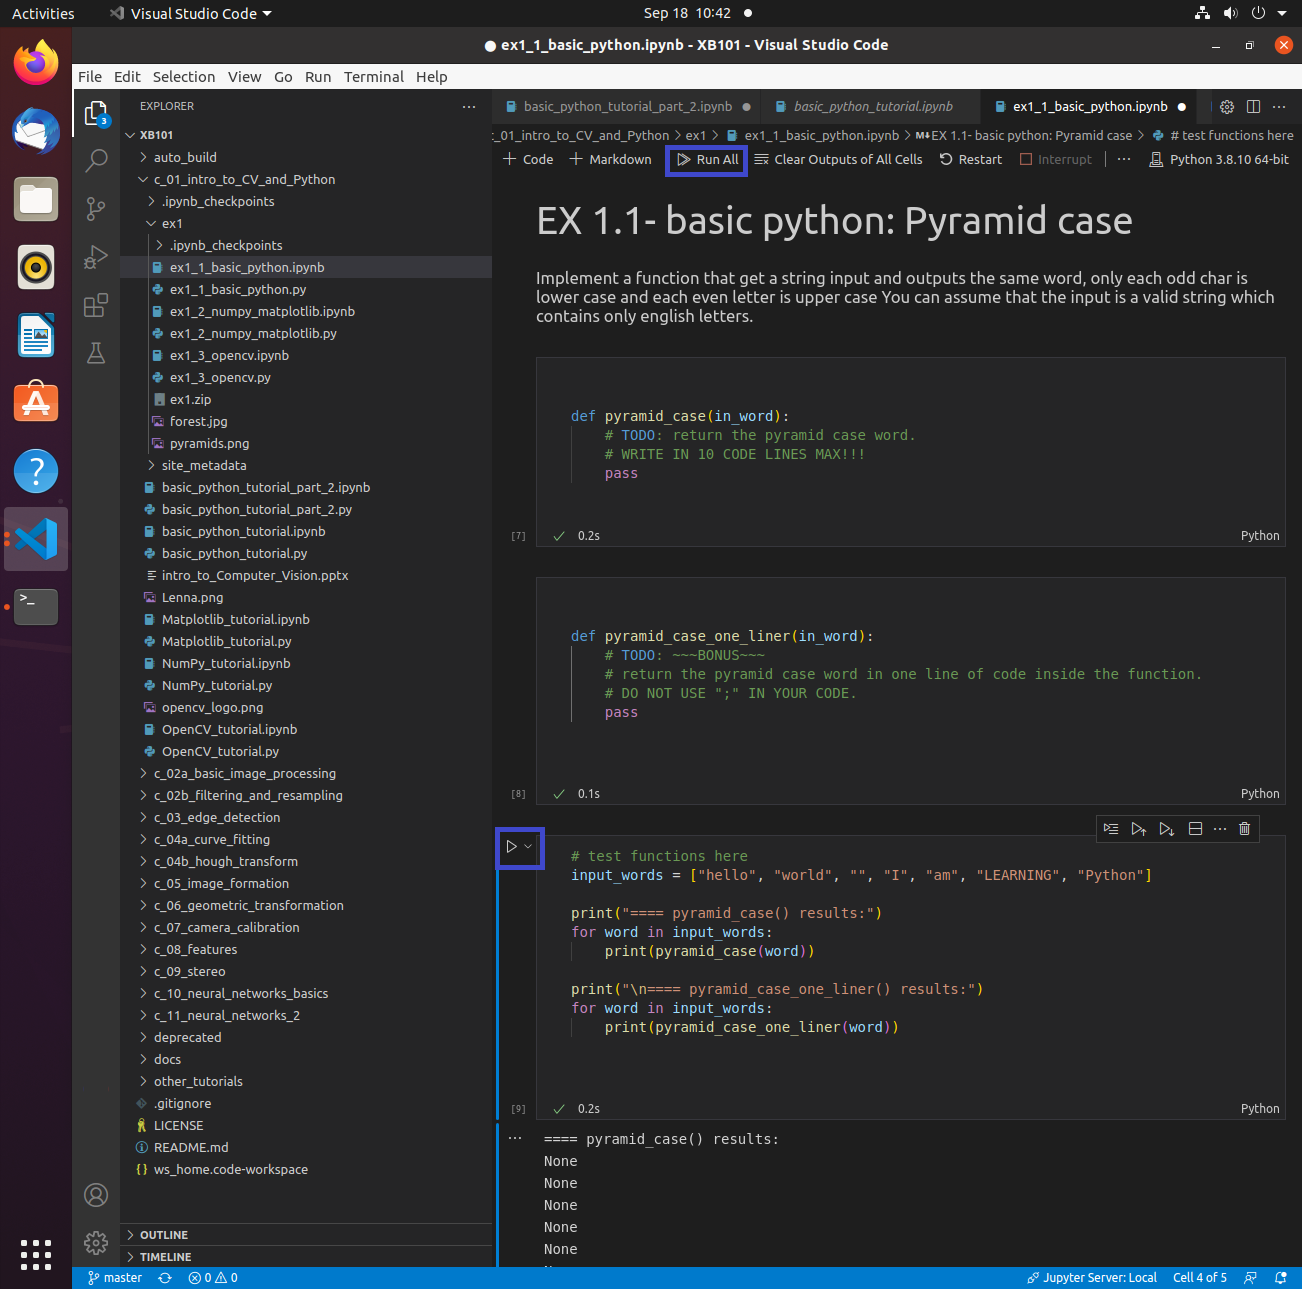 Activities
Visual Studio Code
Sep 18 10:42
ex1_1_basic_python.ipynb - XB101 - Visual Studio Code
File Edit Selection View Go Run Terminal Help
EXPLORER
3
XB101
auto_build
c_01_intro_to_CV_and_Python
.ipynb_checkpoints
ex1
.ipynb_checkpoints
ex1_1_basic_python.ipynb
ex1_1_basic_python.py
ex1_2_numpy_matplotlib.ipynb
ex1_2_numpy_matplotlib.py
ex1_3_opencv.ipynb
ex1_3_opencv.py
ex1.zip
forest.jpg
pyramids.png
site_metadata
basic_python_tutorial_part_2.ipynb
basic_python_tutorial_part_2.py
basic_python_tutorial.ipynb
basic_python_tutorial.py
intro_to_Computer_Vision.pptx
Lenna.png
Matplotlib_tutorial.ipynb
Matplotlib_tutorial.py
NumPy_tutorial.ipynb
NumPy_tutorial.py
opencv_logo.png
OpenCV_tutorial.ipynb
OpenCV_tutorial.py
c_02a_basic_image_processing
c_02b_filtering_and_resampling
c_03_edge_detection
c_04a_curve_fitting
c_04b_hough_transform
c_05_image_formation
c_06_geometric_transformation
c_07_camera_calibration
c_08_features
c_09_stereo
c_10_neural_networks_basics
c_11_neural_networks_2
deprecated
docs
other_tutorials
.gitignore
LICENSE
README.md
ws_home.code-workspace
OUTLINE
TIMELINE
basic_python_tutorial_part_2.ipynb
basic_python_tutorial.ipynb
ex1_1_basic_python.ipynb
c_01_intro_to_CV_and_Python > ex1 > ex1_1_basic_python.ipynb > M↓EX 1.1- basic python: Pyramid case > # test functions here
+ Code + Markdown Run All Clear Outputs of All Cells Restart Interrupt ··· Python 3.8.10 64-bit
EX 1.1- basic python: Pyramid case
Implement a function that get a string input and outputs the same word, only each odd char is
lower case and each even letter is upper case You can assume that the input is a valid string which
contains only english letters.
def pyramid_case(in_word):
# TODO: return the pyramid case word.
# WRITE IN 10 CODE LINES MAX!!!
pass
[7] 0.2s Python
def pyramid_case_one_liner(in_word):
# TODO: ~~~BONUS~~~
# return the pyramid case word in one line of code inside the function.
# DO NOT USE ";" IN YOUR CODE.
pass
[8] 0.1s Python
# test functions here
input_words = ["hello", "world", "", "I", "am", "LEARNING", "Python"]
print("==== pyramid_case() results:")
for word in input_words:
print(pyramid_case(word))
print("\n==== pyramid_case_one_liner() results:")
for word in input_words:
print(pyramid_case_one_liner(word))
[9] 0.2s Python
==== pyramid_case() results:
None
None
None
None
None
master 0 0 Jupyter Server: Local Cell 4 of 5